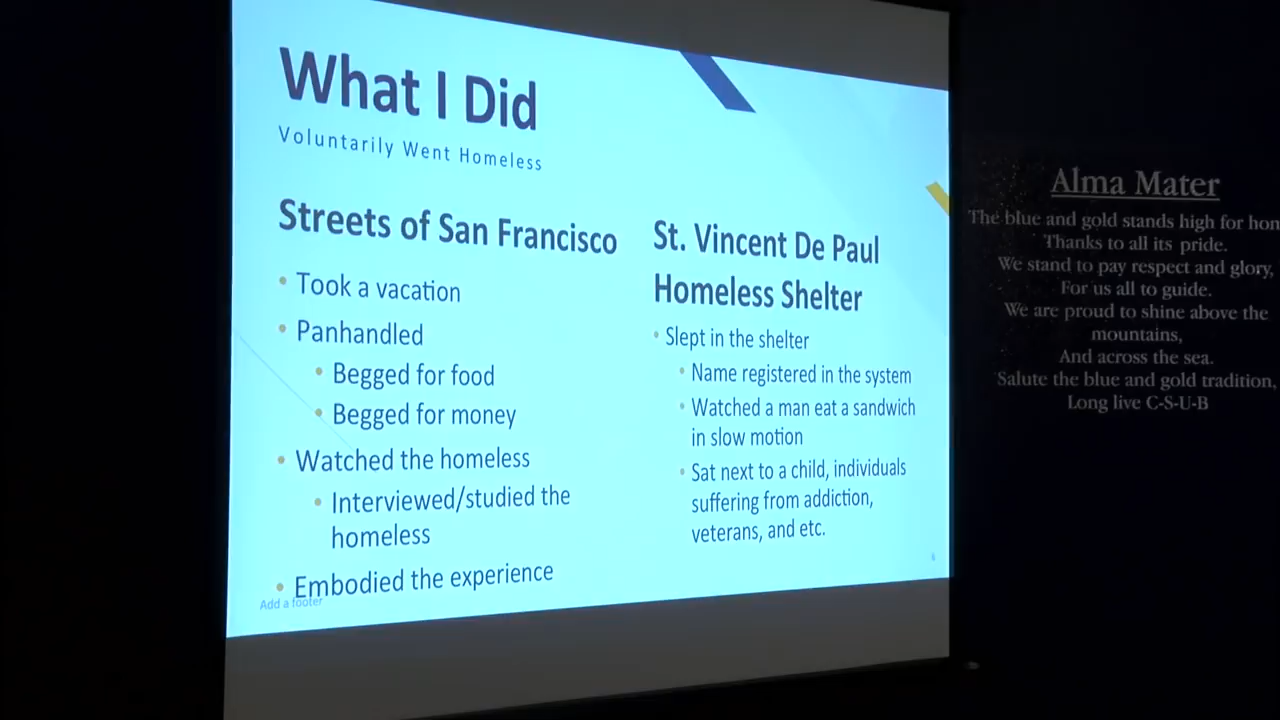 What I Did
Voluntarily Went Homeless
Streets of San Francisco
• Took a vacation
• Panhandled
• Begged for food
• Begged for money
• Watched the homeless
• Interviewed/studied the
homeless
• Embodied the experience
Add a footer
St. Vincent De Paul
Homeless Shelter
• Slept in the shelter
• Name registered in the system
• Watched a man eat a sandwich
in slow motion
• Sat next to a child, individuals
suffering from addiction,
veterans, and etc.
Alma Mater
The blue and gold stands high for
Thanks to all its pride.
We stand to pay respect and glory,
For us all to guide.
We are proud to shine above the
mountains,
And across the sea.
Salute the blue and gold tradition,
Long live C-S-U-B